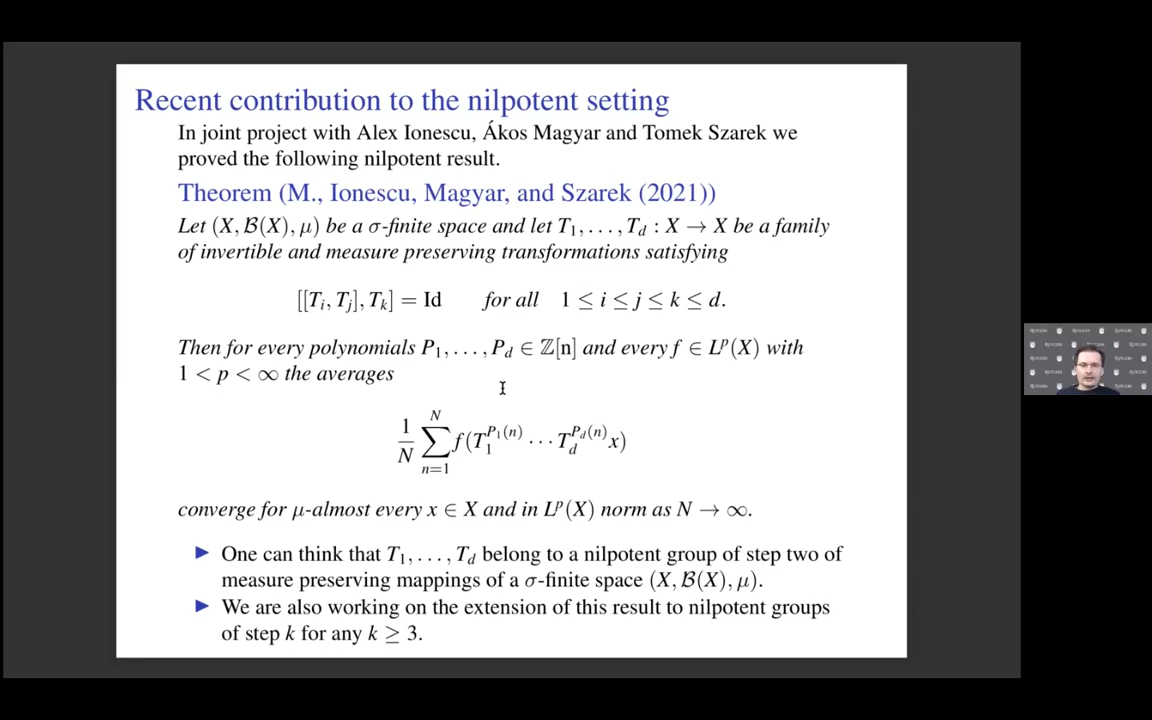 Recent contribution to the nilpotent setting
In joint project with Alex Ionescu, Ákos Magyar and Tomek Szarek we
proved the following nilpotent result.
Theorem (M., Ionescu, Magyar, and Szarek (2021))
Let (X, B(X), μ) be a σ-finite space and let T₁, . . . , T_d : X → X be a family
of invertible and measure preserving transformations satisfying
[[T_i, T_j], T_k] = Id for all 1 ≤ i ≤ j ≤ k ≤ d.
Then for every polynomials P₁, . . . , P_d ∈ ℤ[n] and every f ∈ L^p(X) with
1 < p < ∞ the averages
1/N ∑_{n=1}^{N} f(T₁^{P₁(n)} · · · T_d^{P_d(n)} x)
converge for μ-almost every x ∈ X and in L^p(X) norm as N → ∞.
▶ One can think that T₁, . . . , T_d belong to a nilpotent group of step two of
measure preserving mappings of a σ-finite space (X, B(X), μ).
▶ We are also working on the extension of this result to nilpotent groups
of step k for any k ≥ 3.